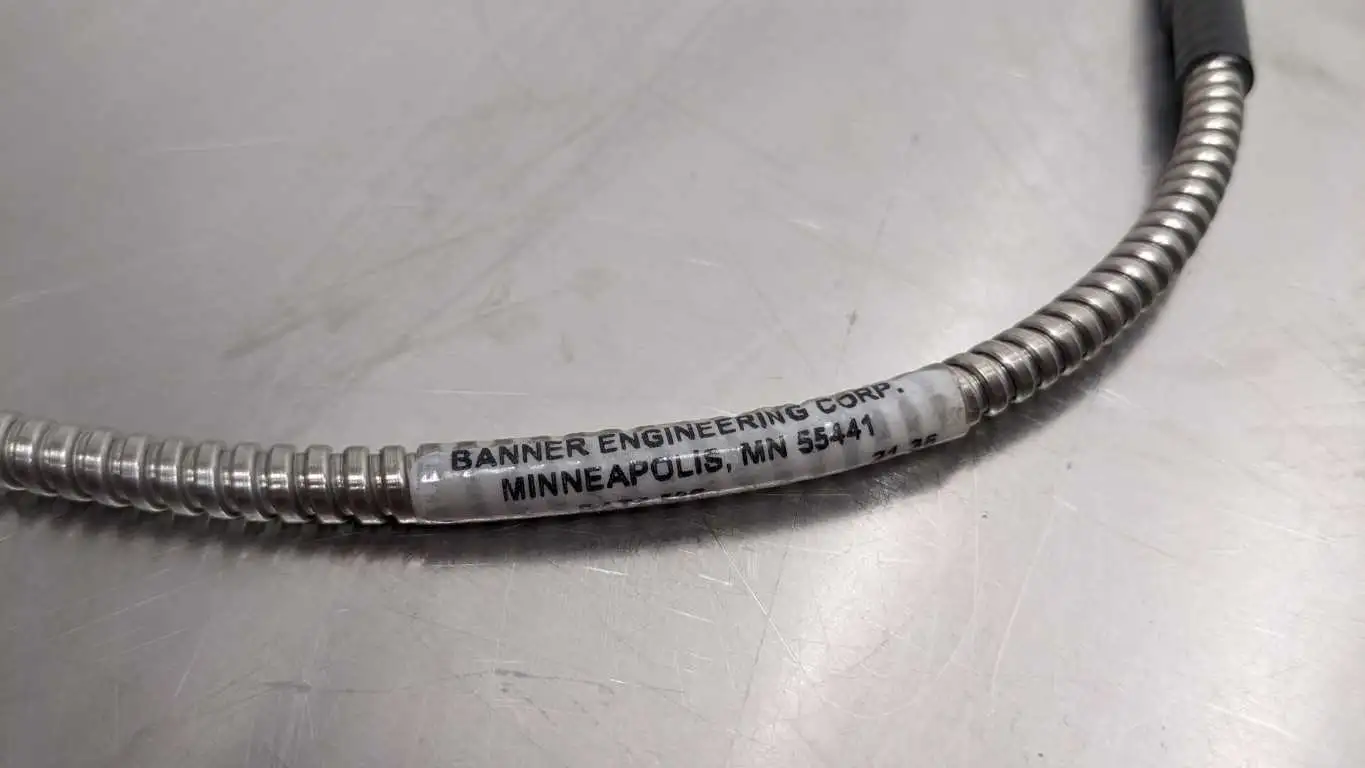 BANNER ENGINEERING CORP.
MINNEAPOLIS, MN 55441